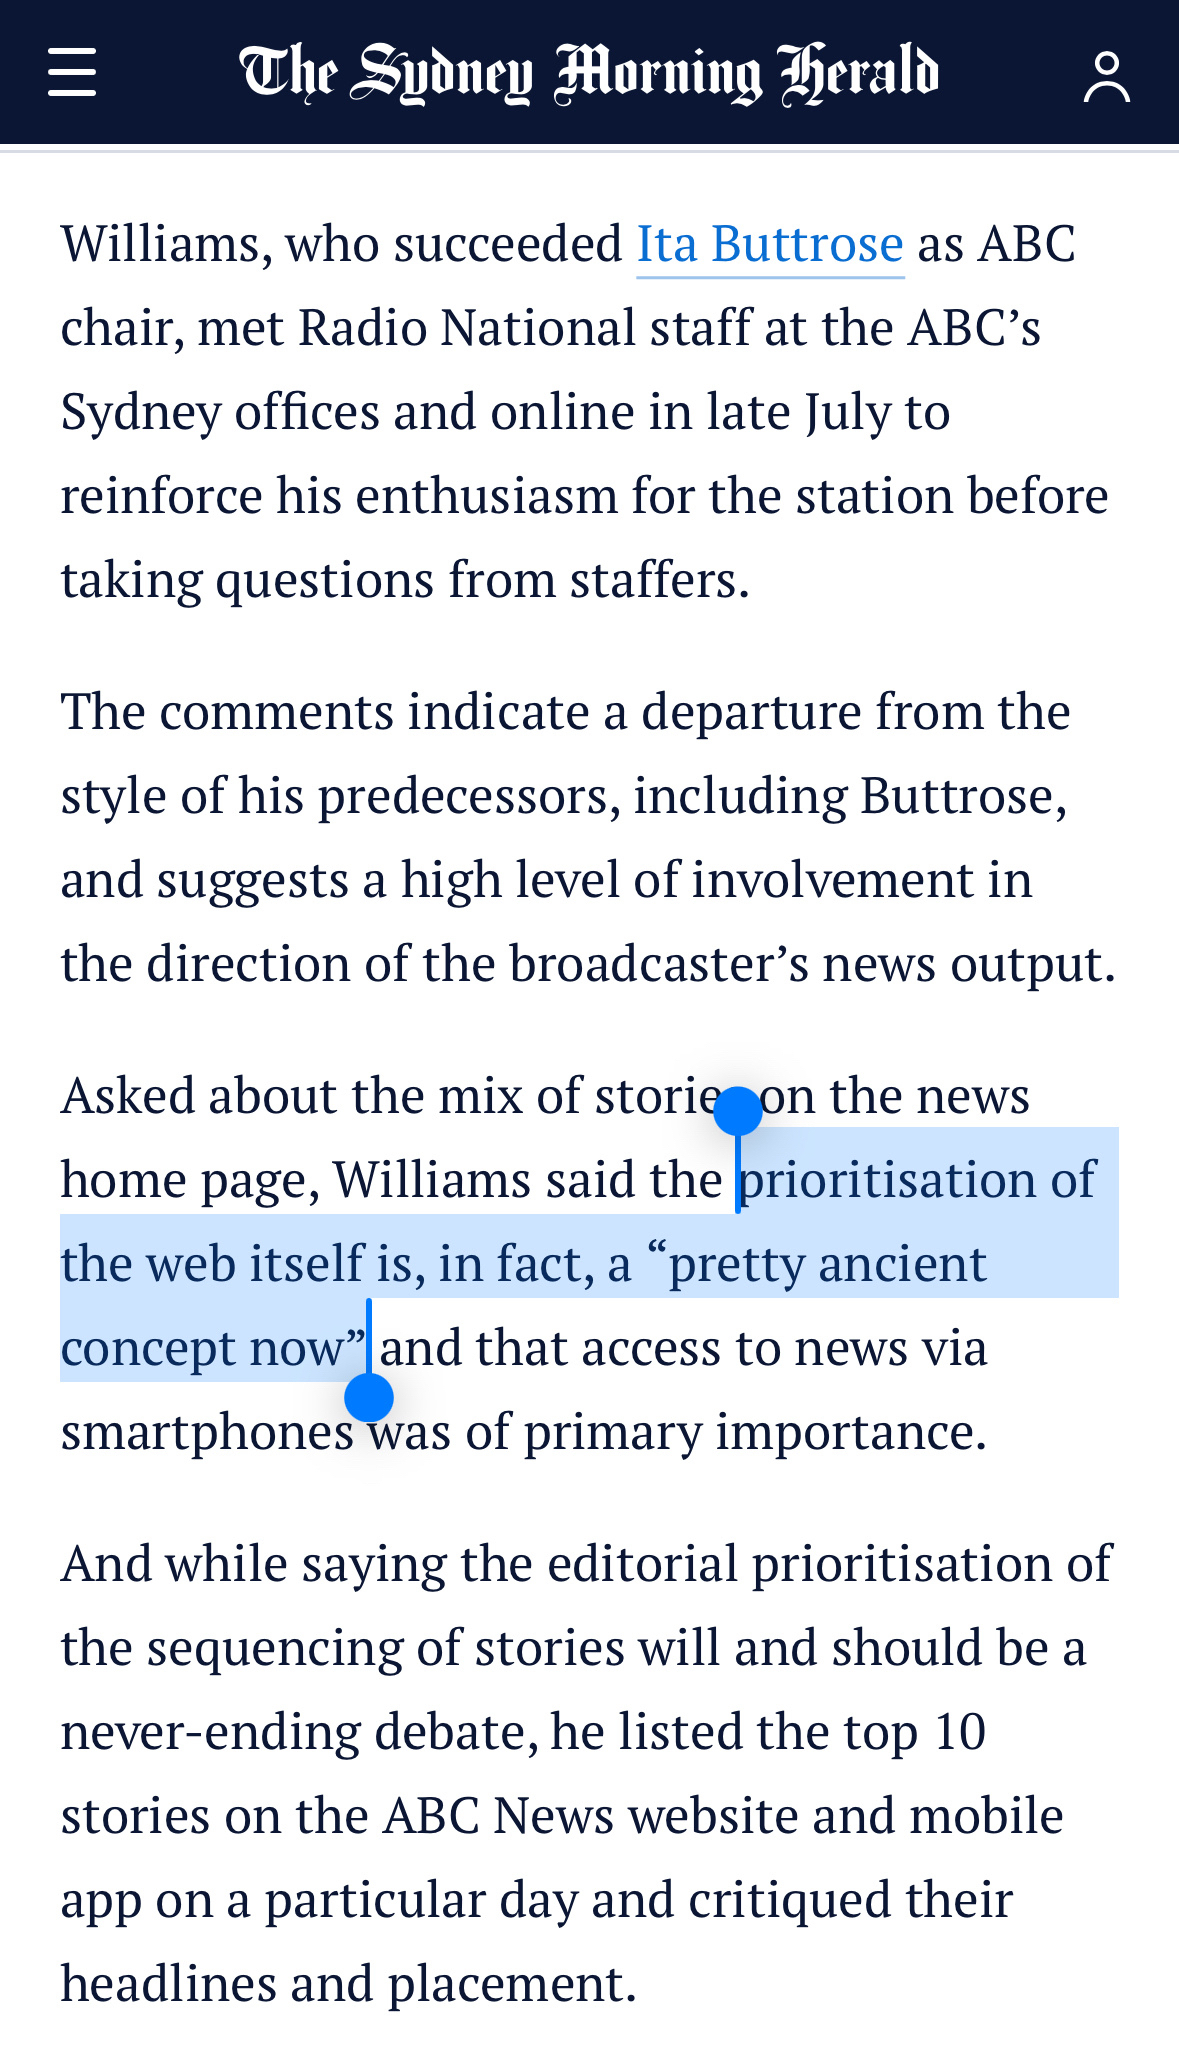 The Sydney Morning Herald
Williams, who succeeded Ita Buttrose as ABC
chair, met Radio National staff at the ABC’s
Sydney offices and online in late July to
reinforce his enthusiasm for the station before
taking questions from staffers.
The comments indicate a departure from the
style of his predecessors, including Buttrose,
and suggests a high level of involvement in
the direction of the broadcaster’s news output.
Asked about the mix of stories on the news
home page, Williams said the prioritisation of
the web itself is, in fact, a “pretty ancient
concept now” and that access to news via
smartphones was of primary importance.
And while saying the editorial prioritisation of
the sequencing of stories will and should be a
never-ending debate, he listed the top 10
stories on the ABC News website and mobile
app on a particular day and critiqued their
headlines and placement.